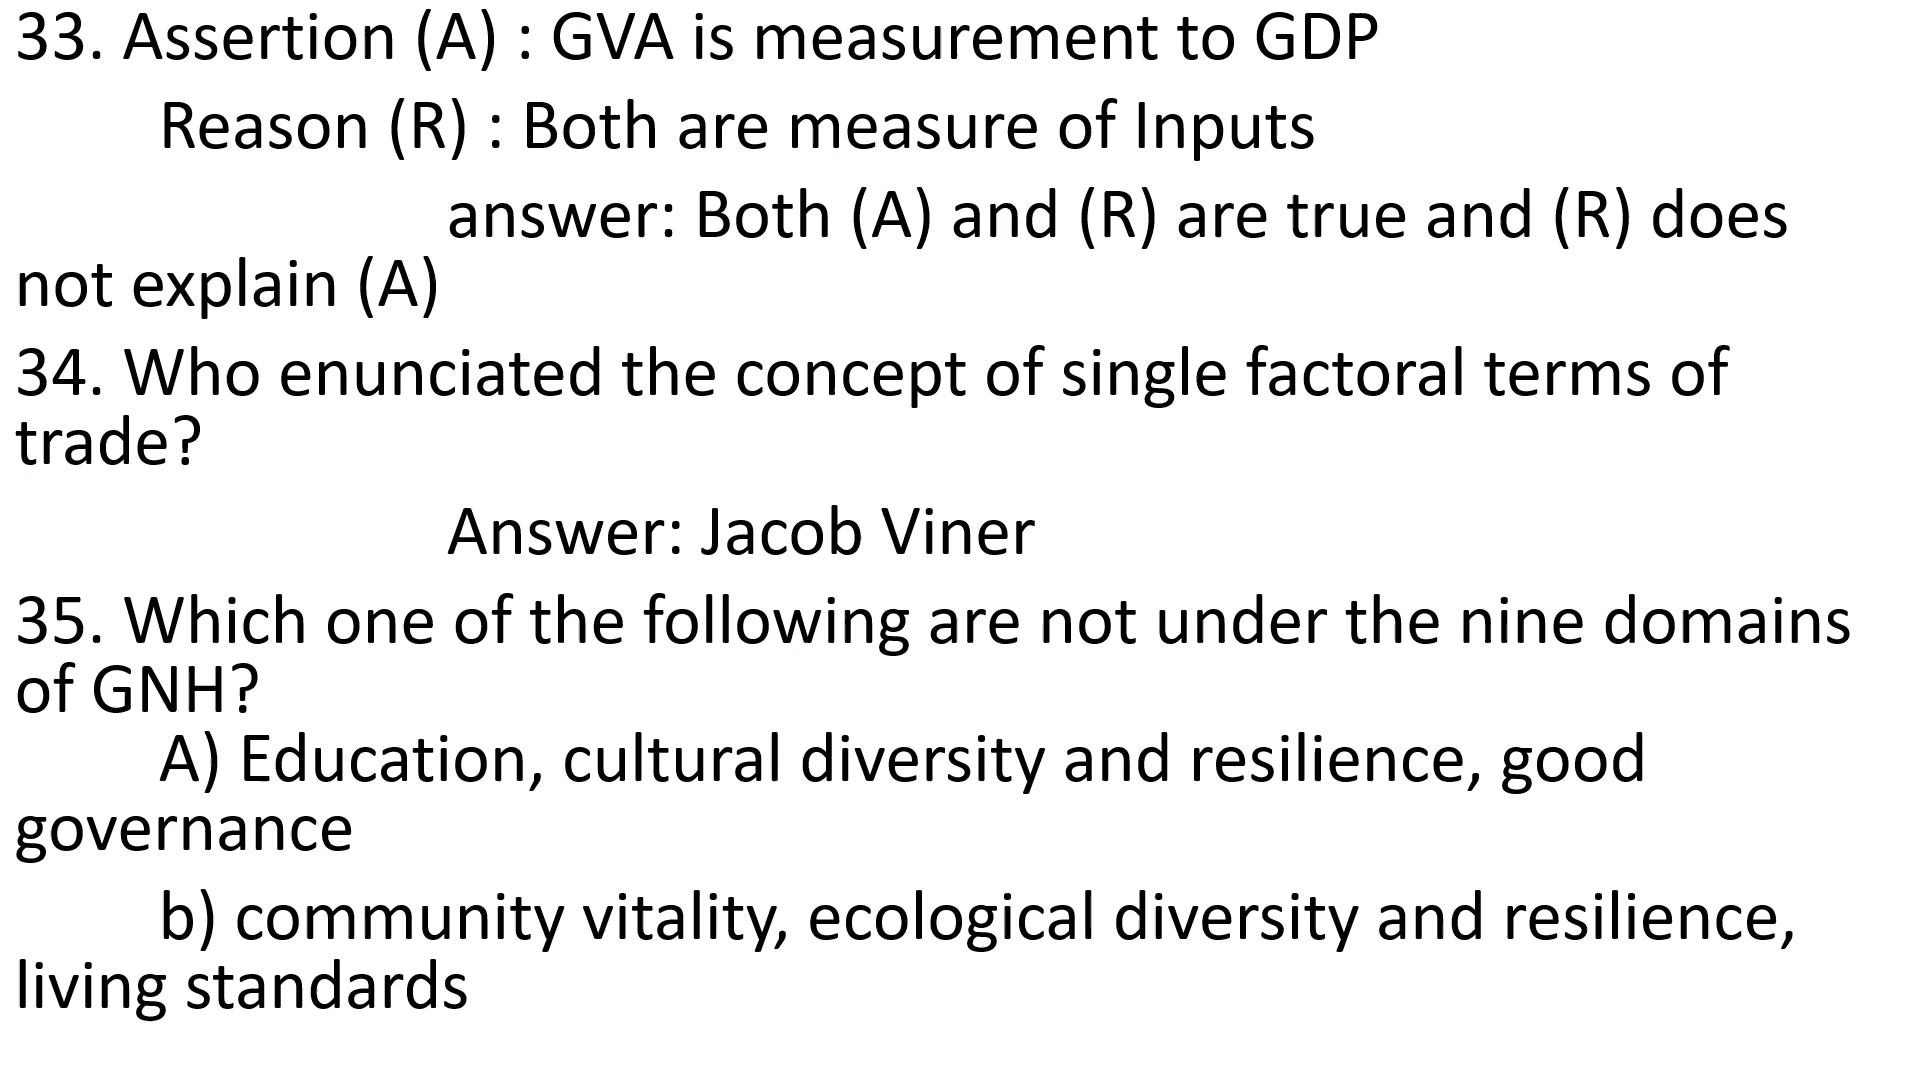 33. Assertion (A) : GVA is measurement to GDP
Reason (R) : Both are measure of Inputs
answer: Both (A) and (R) are true and (R) does
not explain (A)
34. Who enunciated the concept of single factoral terms of
trade?
Answer: Jacob Viner
35. Which one of the following are not under the nine domains
of GNH?
A) Education, cultural diversity and resilience, good
governance
b) community vitality, ecological diversity and resilience,
living standards